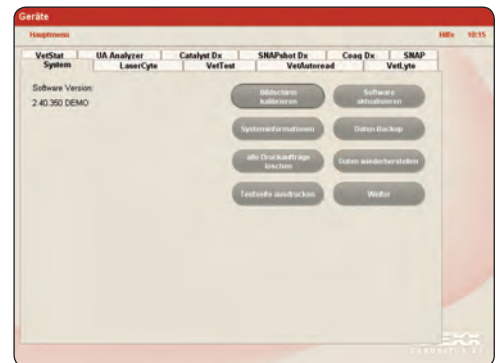 Geräte
Hauptmenü Hilfe 10:15
VetStat UA Analyzer Catalyst Dx SNAPshot Dx Coag Dx SNAP
System LaserCyte VetTest VetAutoread VetLyte
Software Version:
2.40.350 DEMO
Bildschirm
kalibrieren
Software
aktualisieren
Systeminformationen
Daten-Backup
alle Druckaufträge
löschen
Daten wiederherstellen
Testseite ausdrucken
Weiter